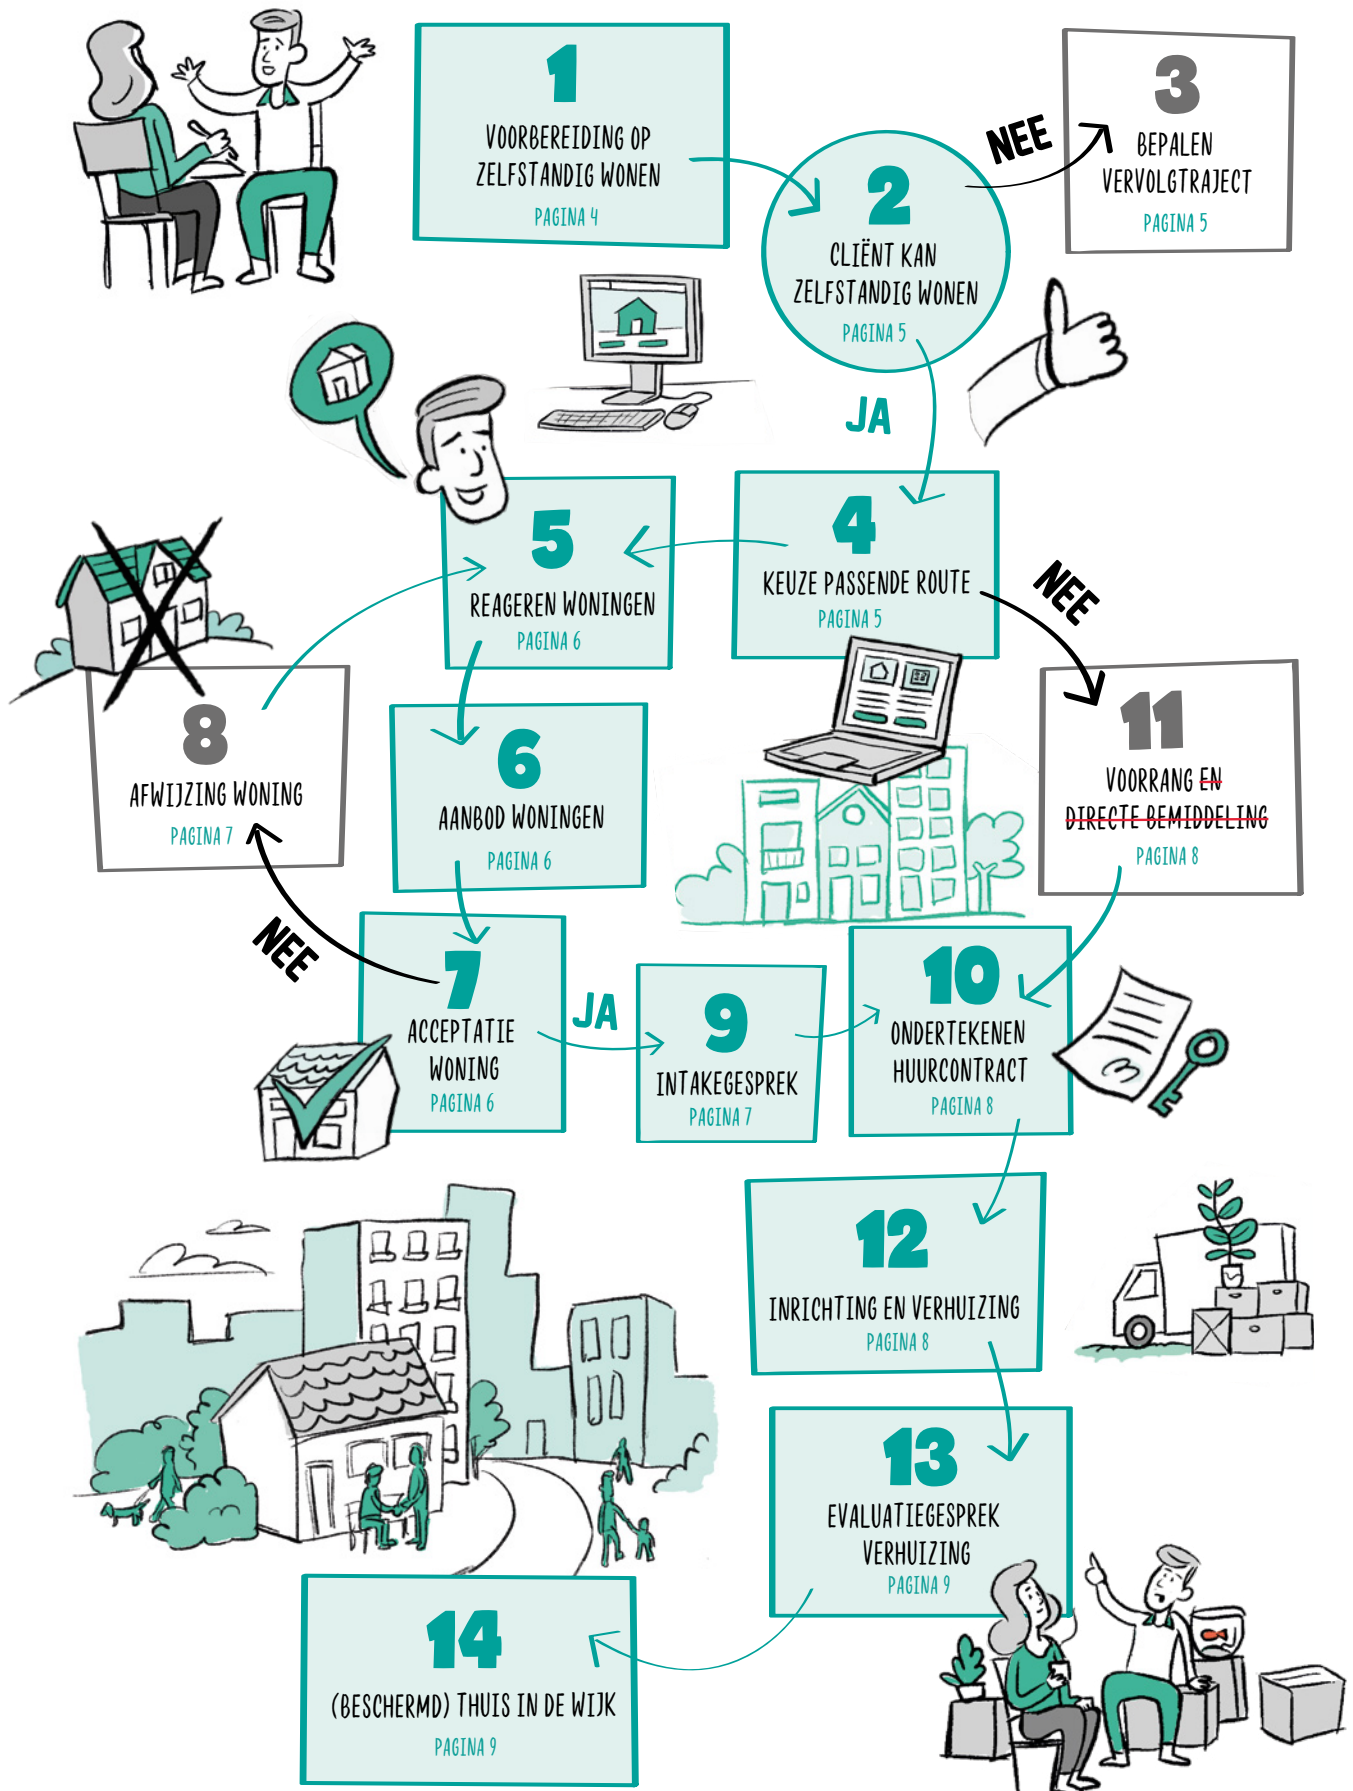 1
VOORBEREIDING OP
ZELFSTANDIG WONEN
PAGINA 4
2
CLIËNT KAN
ZELFSTANDIG WONEN
PAGINA 5
NEE
3
BEPALEN
VERVOLGTRAJECT
PAGINA 5
JA
4
KEUZE PASSENDE ROUTE
PAGINA 5
5
REAGEREN WONINGEN
PAGINA 6
NEE
6
AANBOD WONINGEN
PAGINA 6
7
ACCEPTATIE
WONING
PAGINA 6
NEE
8
AFWIJZING WONING
PAGINA 7
JA
9
INTAKEGESPREK
PAGINA 7
10
ONDERTEKENEN
HUURCONTRACT
PAGINA 8
11
VOORRANG EN
DIRECTE BEMIDDELING
PAGINA 8
12
INRICHTING EN VERHUIZING
PAGINA 8
13
EVALUATIEGESPREK
VERHUIZING
PAGINA 9
14
(BESCHERMD) THUIS IN DE WIJK
PAGINA 9